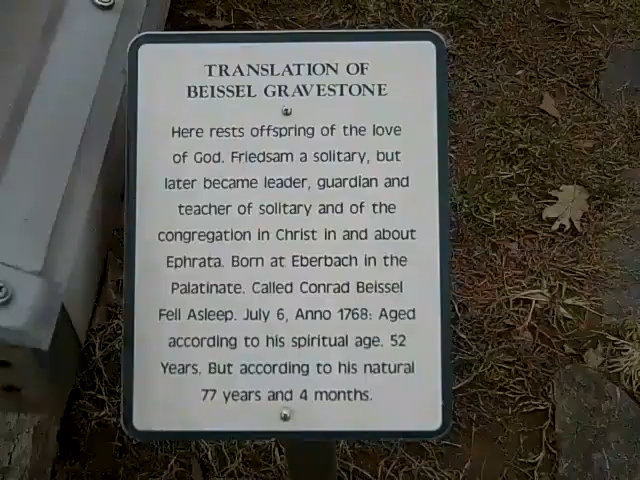 TRANSLATION OF
BEISSEL GRAVESTONE
Here rests offspring of the love
of God. Friedsam a solitary, but
later became leader, guardian and
teacher of solitary and of the
congregation in Christ in and about
Ephrata. Born at Eberbach in the
Palatinate. Called Conrad Beissel
Fell Asleep. July 6, Anno 1768: Aged
according to his spiritual age. 52
Years. But according to his natural
77 years and 4 months.